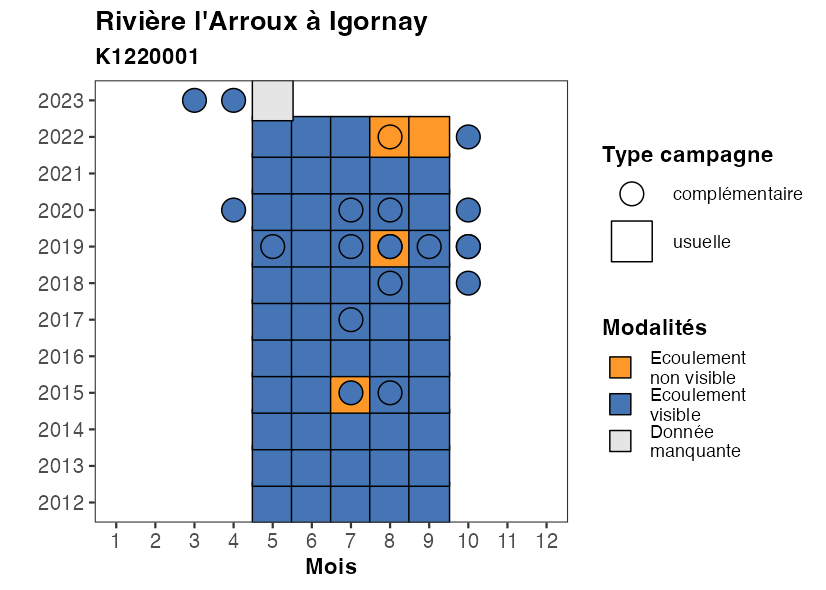 Rivière l'Arroux à Igornay
K1220001
2023
2022
2021
2020
2019
2018
2017
2016
2015
2014
2013
2012
1 2 3 4 5 6 7 8 9 10 11 12
Mois
Type campagne
complémentaire
usuelle
Modalités
Ecoulement
non visible
Ecoulement
visible
Donnée
manquante